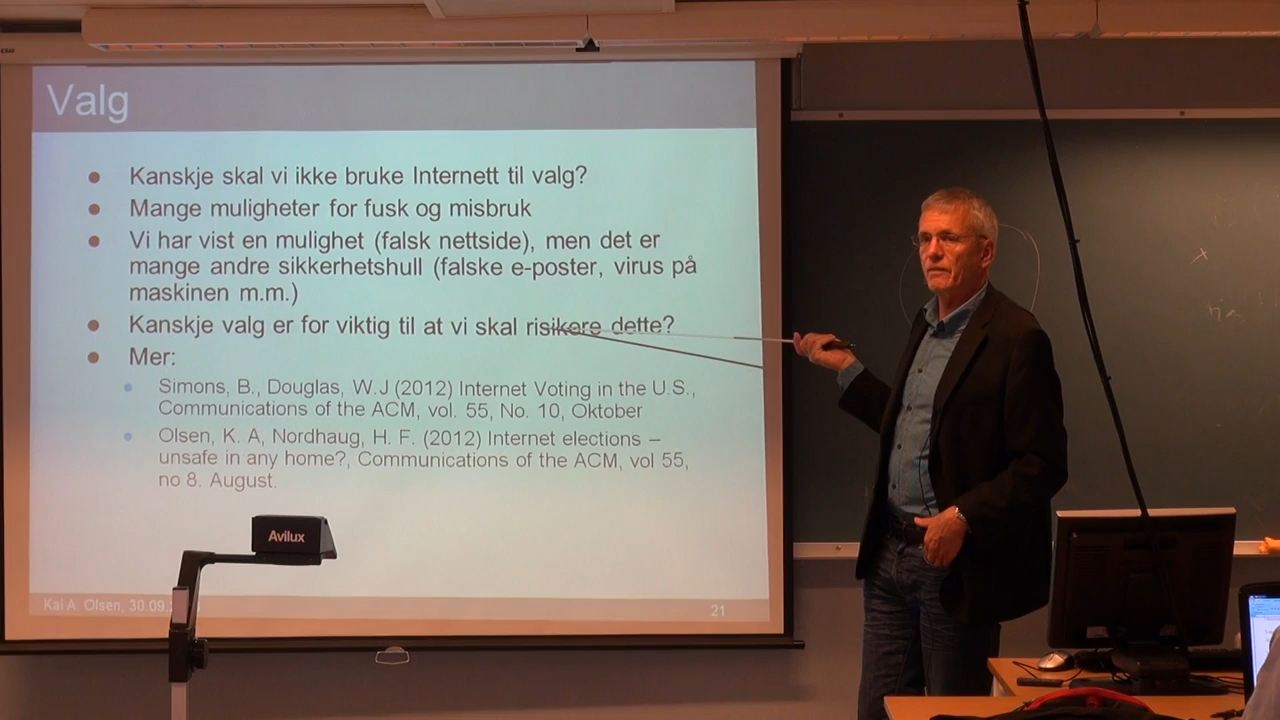 Valg
Kanskje skal vi ikke bruke Internett til valg?
Mange muligheter for fusk og misbruk
Vi har vist en mulighet (falsk nettside), men det er
mange andre sikkerhetshull (falske e-poster, virus på
maskinen m.m.)
Kanskje valg er for viktig til at vi skal risikere dette?
Mer:
Simons, B., Douglas, W.J (2012) Internet Voting in the U.S.,
Communications of the ACM, vol. 55, No. 10, Oktober
Olsen, K. A, Nordhaug, H. F. (2012) Internet elections –
unsafe in any home?, Communications of the ACM, vol 55,
no 8. August.
Avilux
Kai A. Olsen, 30.09.
21